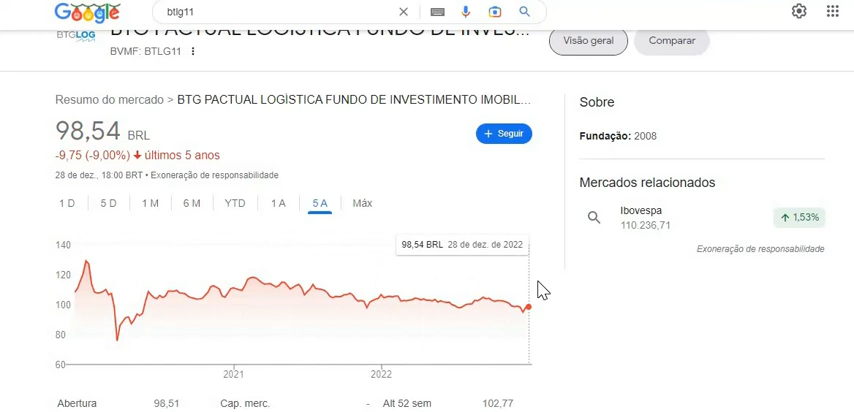 Google
btlg11
BTG PACTUAL LOGÍSTICA FUNDO DE INVES...
BTGLOG
BVMF: BTLG11
Visão geral
Comparar
Resumo do mercado > BTG PACTUAL LOGÍSTICA FUNDO DE INVESTIMENTO IMOBIL...
98,54 BRL
+ Seguir
-9,75 (-9,00%) últimos 5 anos
28 de dez., 18:00 BRT • Exoneração de responsabilidade
1 D 5 D 1 M 6 M YTD 1 A 5 A Máx
98,54 BRL 28 de dez. de 2022
140
120
100
80
60
2021 2022
Abertura 98,51 Cap. merc. - Alt 52 sem 102,77
Sobre
Fundação: 2008
Mercados relacionados
Ibovespa
110.236,71
1,53%
Exoneração de responsabilidade